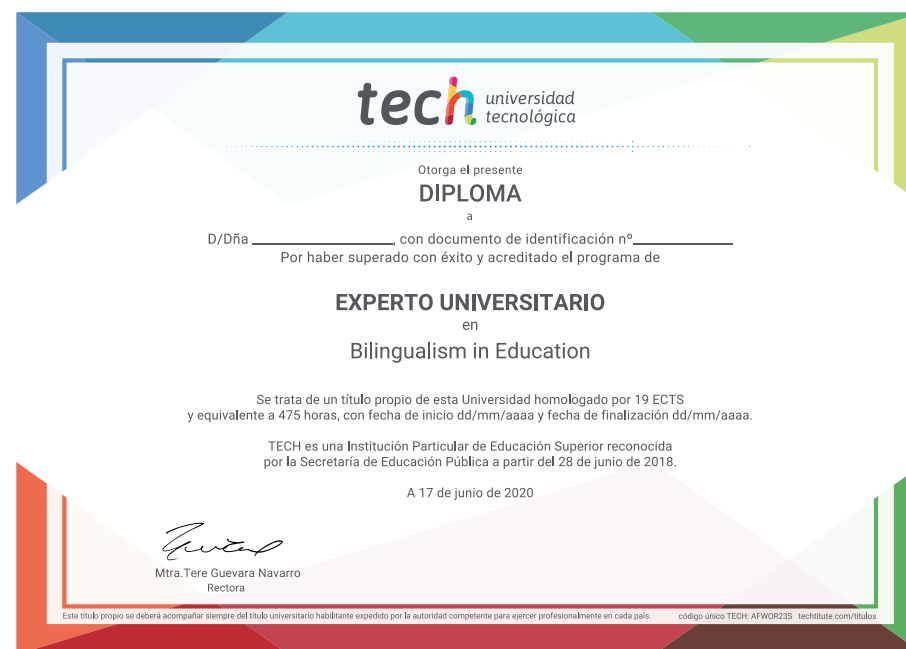 tech universidad
tecnológica
Otorga el presente
DIPLOMA
a
D/Dña , con documento de identificación nº
Por haber superado con éxito y acreditado el programa de
EXPERTO UNIVERSITARIO
en
Bilingualism in Education
Se trata de un título propio de esta Universidad homologado por 19 ECTS
y equivalente a 475 horas, con fecha de inicio dd/mm/aaaa y fecha de finalización dd/mm/aaaa.
TECH es una Institución Particular de Educación Superior reconocida
por la Secretaría de Educación Pública a partir del 28 de junio de 2018.
A 17 de junio de 2020
Mtra.Tere Guevara Navarro
Rectora
Este título propio se deberá acompañar siempre del título universitario habilitante expedido por la autoridad competente para ejercer profesionalmente en cada país. código único TECH: AFWOR23S techtitute.com/titulos